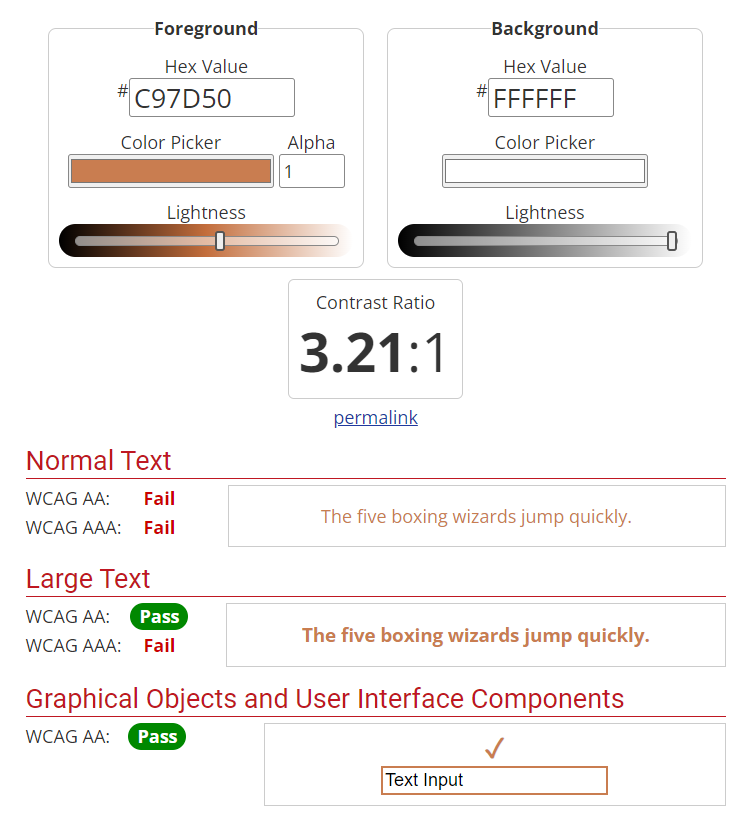 Foreground Background
Hex Value Hex Value
# C97D50 # FFFFFF
Color Picker Alpha Color Picker
1
Lightness Lightness
Contrast Ratio
3.21:1
permalink
Normal Text
WCAG AA: Fail
WCAG AAA: Fail
The five boxing wizards jump quickly.
Large Text
WCAG AA: Pass
WCAG AAA: Fail
The five boxing wizards jump quickly.
Graphical Objects and User Interface Components
WCAG AA: Pass
✓
Text Input